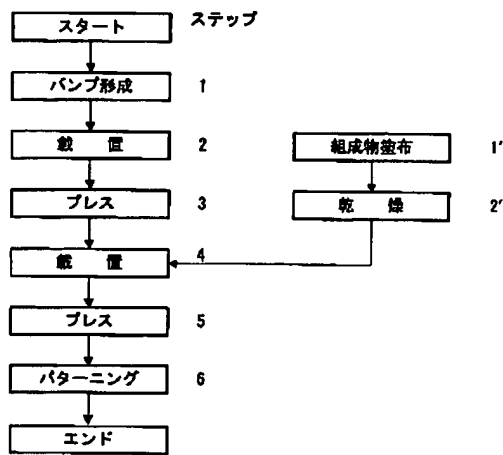 スタート ステップ
バンプ形成 1
載置 2 組成物塗布 1'
プレス 3 乾燥 2'
載置 4
プレス 5
パターニング 6
エンド